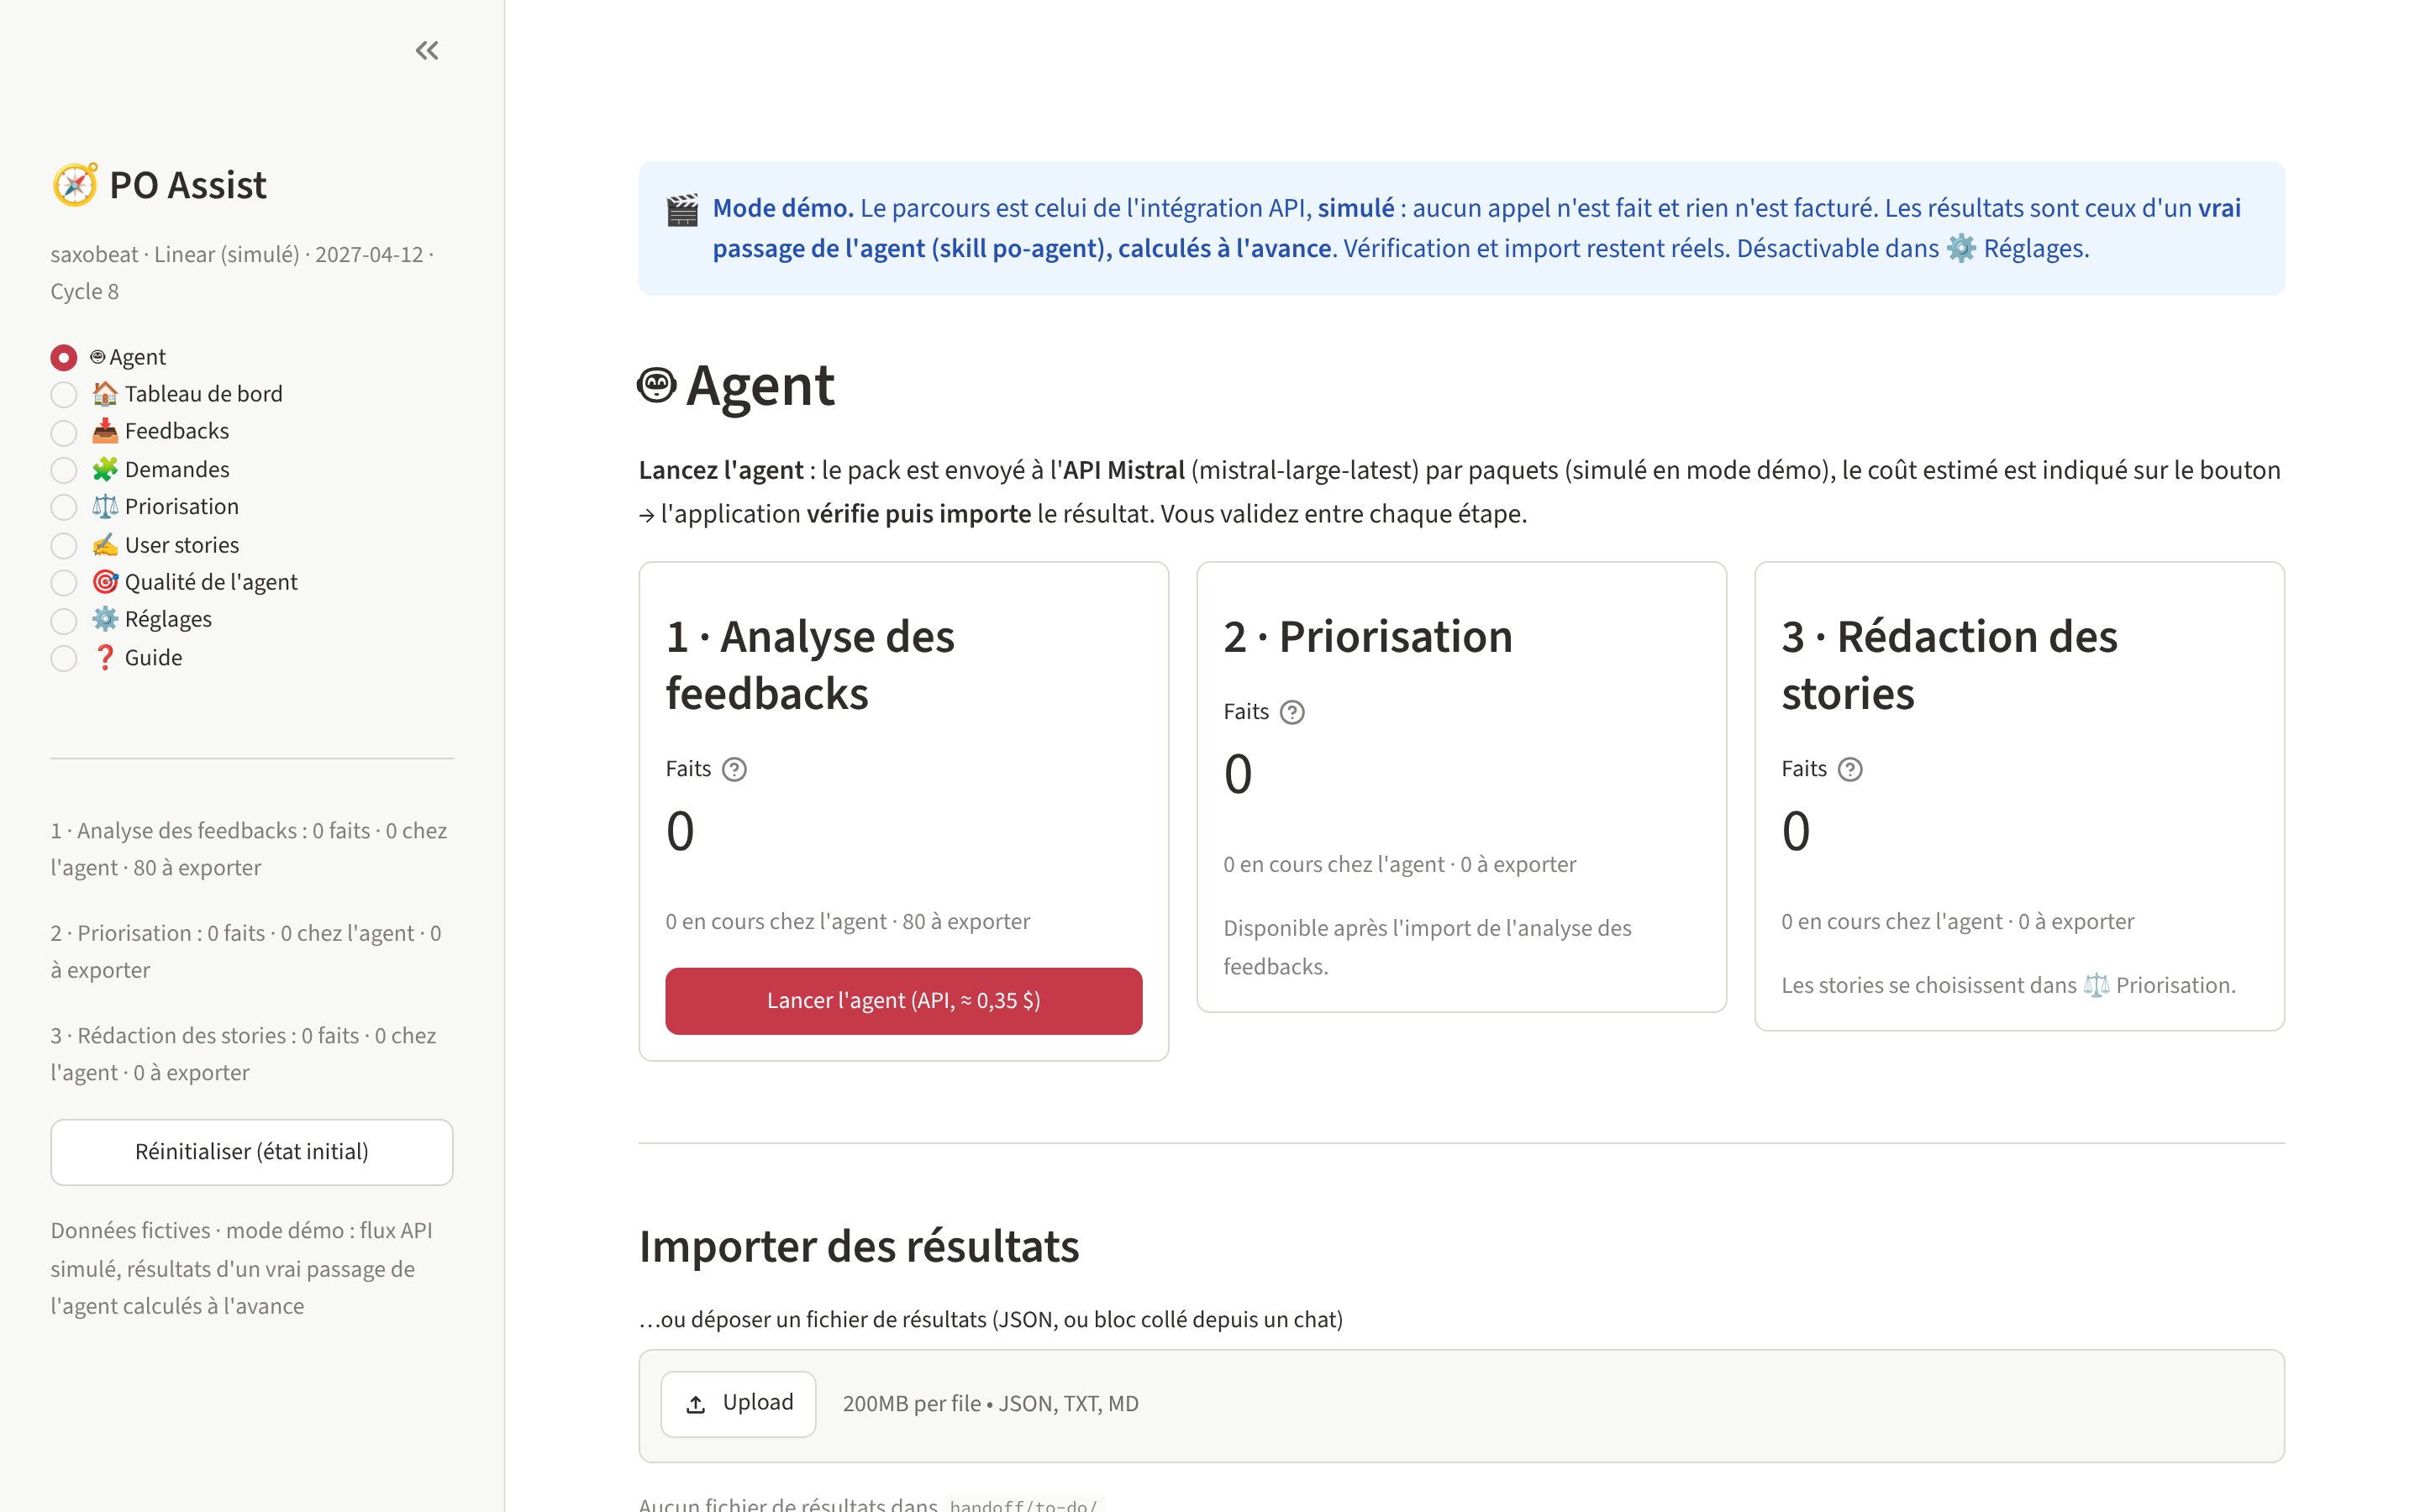 🧭 PO Assist
saxobeat · Linear (simulé) · 2027-04-12 ·
Cycle 8
Agent
🏠 Tableau de bord
📥 Feedbacks
🧩 Demandes
⚖️ Priorisation
✍️ User stories
🎯 Qualité de l'agent
⚙️ Réglages
❓ Guide
1 · Analyse des feedbacks : 0 faits · 0 chez
l'agent · 80 à exporter
2 · Priorisation : 0 faits · 0 chez l'agent · 0
à exporter
3 · Rédaction des stories : 0 faits · 0 chez
l'agent · 0 à exporter
Réinitialiser (état initial)
Données fictives · mode démo : flux API
simulé, résultats d'un vrai passage de
l'agent calculés à l'avance
🎬 Mode démo. Le parcours est celui de l'intégration API, simulé : aucun appel n'est fait et rien n'est facturé. Les résultats sont ceux d'un vrai
passage de l'agent (skill po-agent), calculés à l'avance. Vérification et import restent réels. Désactivable dans ⚙️ Réglages.
Agent
Lancez l'agent : le pack est envoyé à l'API Mistral (mistral-large-latest) par paquets (simulé en mode démo), le coût estimé est indiqué sur le bouton
→ l'application vérifie puis importe le résultat. Vous validez entre chaque étape.
1 · Analyse des
feedbacks
Faits
0
0 en cours chez l'agent · 80 à exporter
Lancer l'agent (API, ≈ 0,35 $)
2 · Priorisation
Faits
0
0 en cours chez l'agent · 0 à exporter
Disponible après l'import de l'analyse des
feedbacks.
3 · Rédaction des
stories
Faits
0
0 en cours chez l'agent · 0 à exporter
Les stories se choisissent dans ⚖️ Priorisation.
Importer des résultats
…ou déposer un fichier de résultats (JSON, ou bloc collé depuis un chat)
Upload
200MB per file • JSON, TXT, MD
Aucun fichier de résultats dans handoff/to-do/